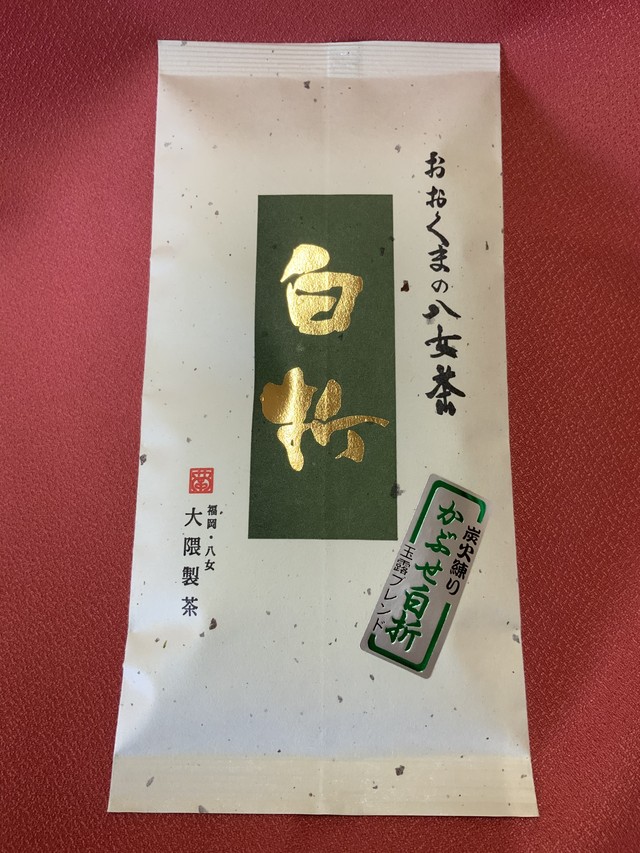 おおくまの八女茶
白折
炭火練り
かぶせ白折
玉露ブレンド
福岡・八女
大隈製茶